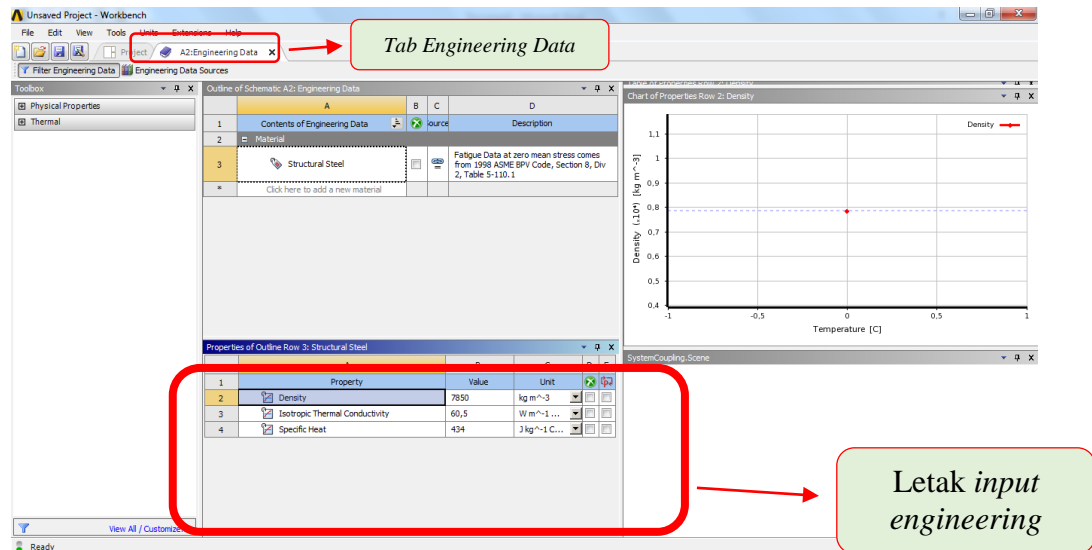 Unsaved Project - Workbench
File Edit View Tools Units Extensions Help
Project A2:Engineering Data
Tab Engineering Data
Filter Engineering Data Engineering Data Sources
Toolbox
Physical Properties
Thermal
View All / Customize...
Outline of Schematic A2: Engineering Data
A B C D
1 Contents of Engineering Data Source Description
2 Material
3 Structural Steel Fatigue Data at zero mean stress comes
from 1998 ASME BPV Code, Section 8, Div
2, Table 5-110.1
* Click here to add a new material
Properties of Outline Row 3: Structural Steel
1 Property Value Unit
2 Density 7850 kg m^-3
3 Isotropic Thermal Conductivity 60,5 W m^-1 ...
4 Specific Heat 434 J kg^-1 C...
Table of Properties Row 2: Density
Chart of Properties Row 2: Density
Density
1,1
1
0,9
0,8
0,7
0,6
0,5
0,4
Density (.10⁴) [kg m^-3]
-1 -0,5 0 0,5 1
Temperature [C]
SystemCoupling.Scene
Letak input
engineering
Ready